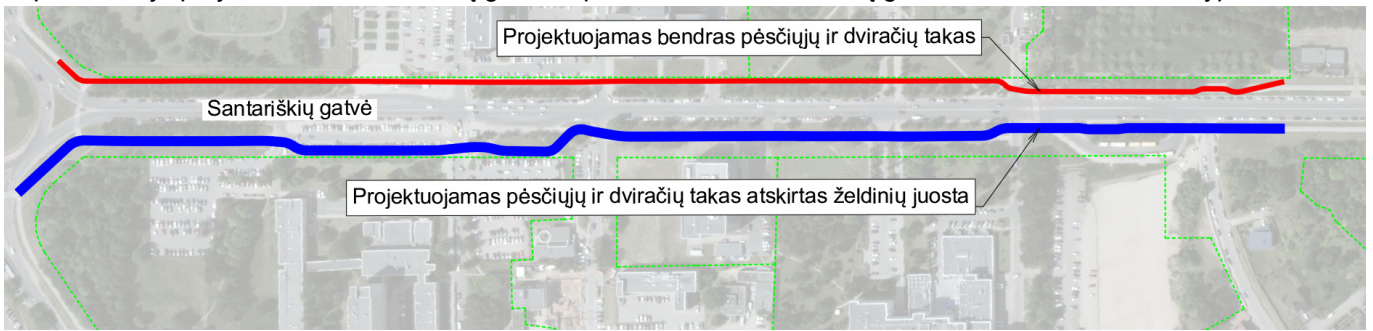 Projektuojamas bendras pėsčiųjų ir dviračių takas
Santariškių gatvė
Projektuojamas pėsčiųjų ir dviračių takas atskirtas želdinių juosta